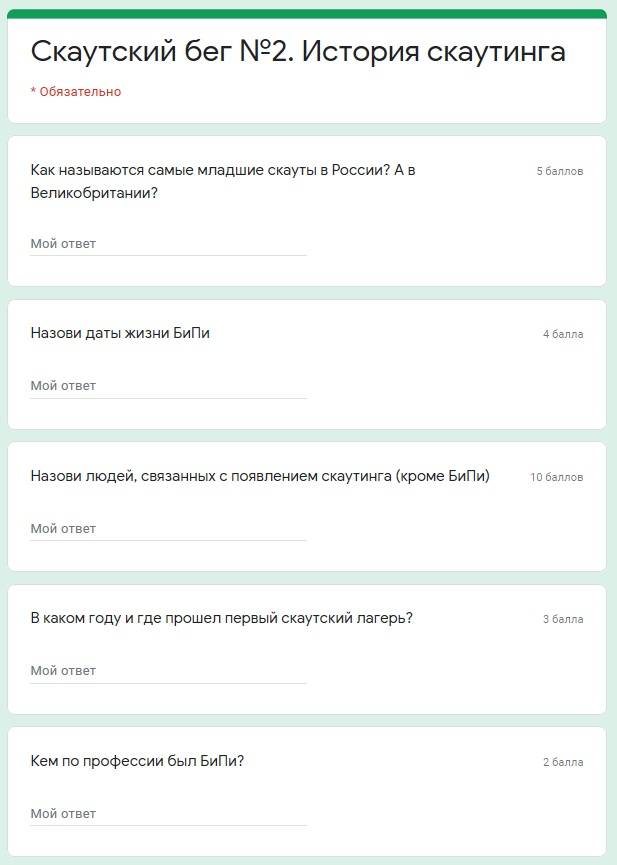 Скаутский бег №2. История скаутинга
* Обязательно
Как называются самые младшие скауты в России? А в
Великобритании?
5 баллов
Мой ответ
Назови даты жизни БиПи
4 балла
Мой ответ
Назови людей, связанных с появлением скаутинга (кроме БиПи)
10 баллов
Мой ответ
В каком году и где прошел первый скаутский лагерь?
3 балла
Мой ответ
Кем по профессии был БиПи?
2 балла
Мой ответ